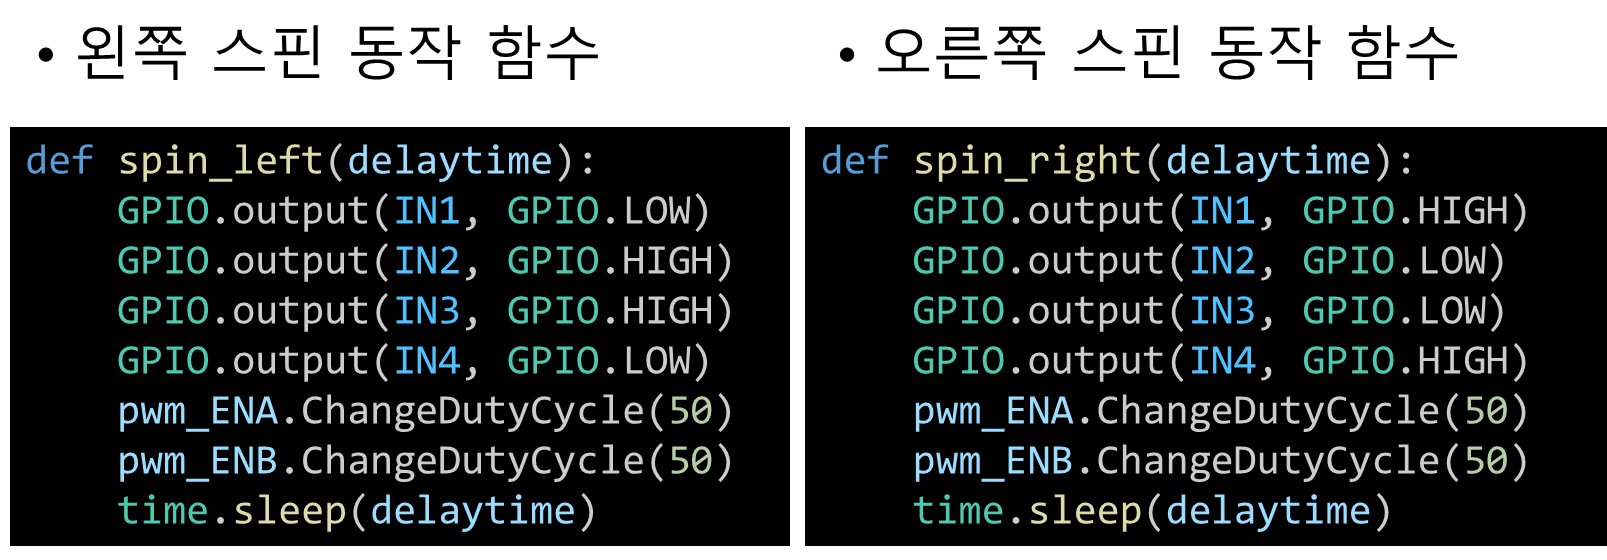 • 왼쪽 스핀 동작 함수
def spin_left(delaytime):
    GPIO.output(IN1, GPIO.LOW)
    GPIO.output(IN2, GPIO.HIGH)
    GPIO.output(IN3, GPIO.HIGH)
    GPIO.output(IN4, GPIO.LOW)
    pwm_ENA.ChangeDutyCycle(50)
    pwm_ENB.ChangeDutyCycle(50)
    time.sleep(delaytime)
• 오른쪽 스핀 동작 함수
def spin_right(delaytime):
    GPIO.output(IN1, GPIO.HIGH)
    GPIO.output(IN2, GPIO.LOW)
    GPIO.output(IN3, GPIO.LOW)
    GPIO.output(IN4, GPIO.HIGH)
    pwm_ENA.ChangeDutyCycle(50)
    pwm_ENB.ChangeDutyCycle(50)
    time.sleep(delaytime)